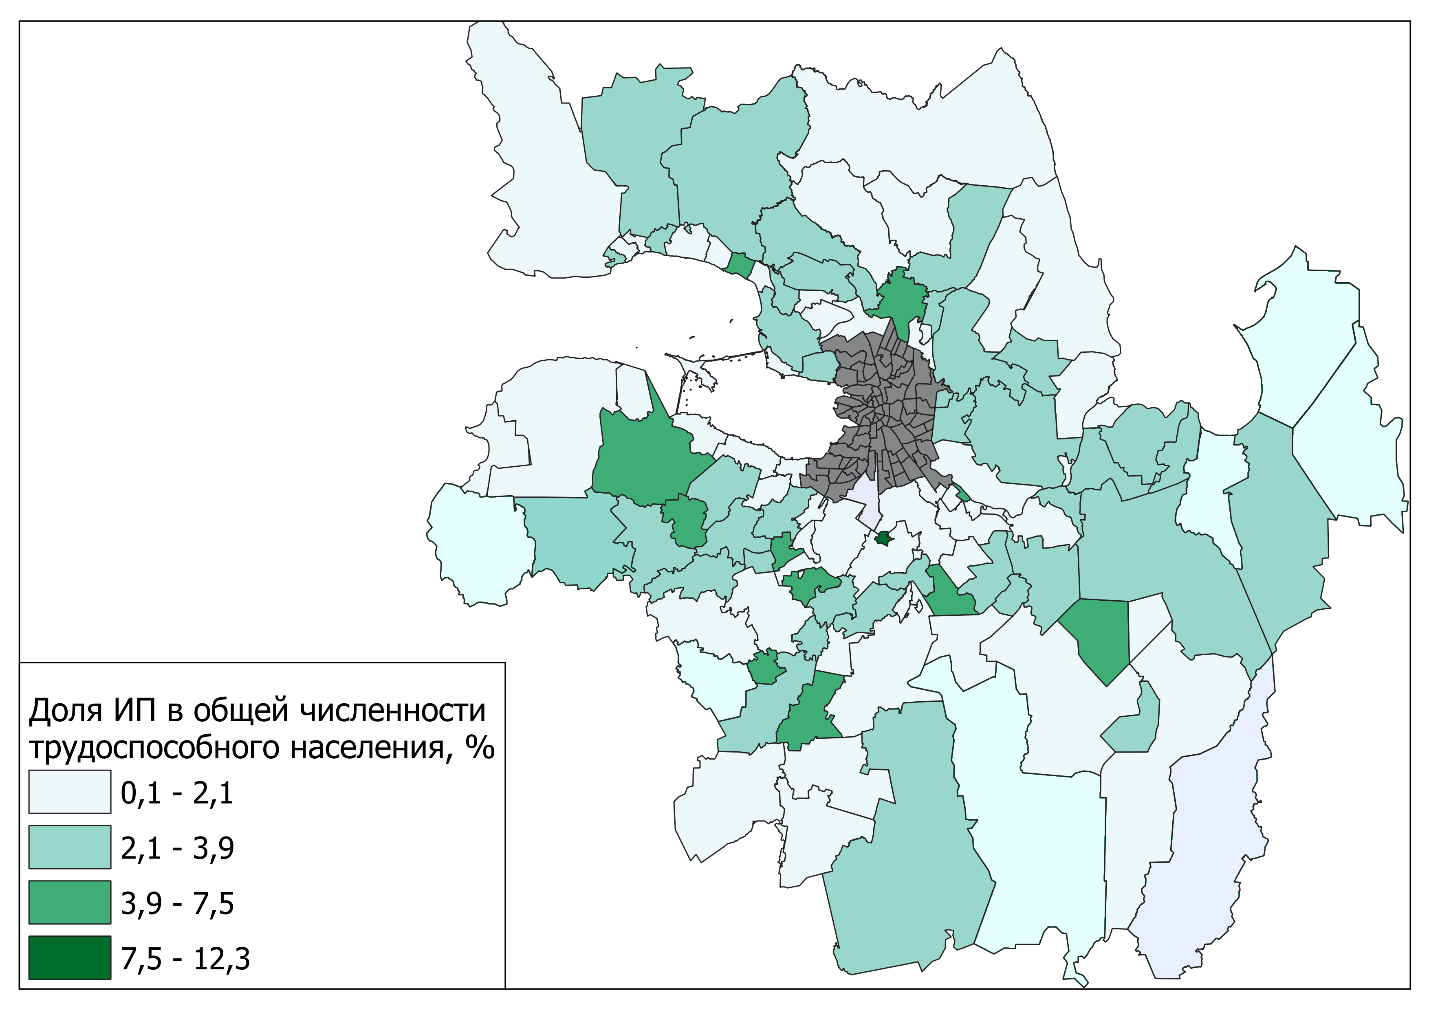 Доля ИП в общей численности
трудоспособного населения, %
0,1 - 2,1
2,1 - 3,9
3,9 - 7,5
7,5 - 12,3